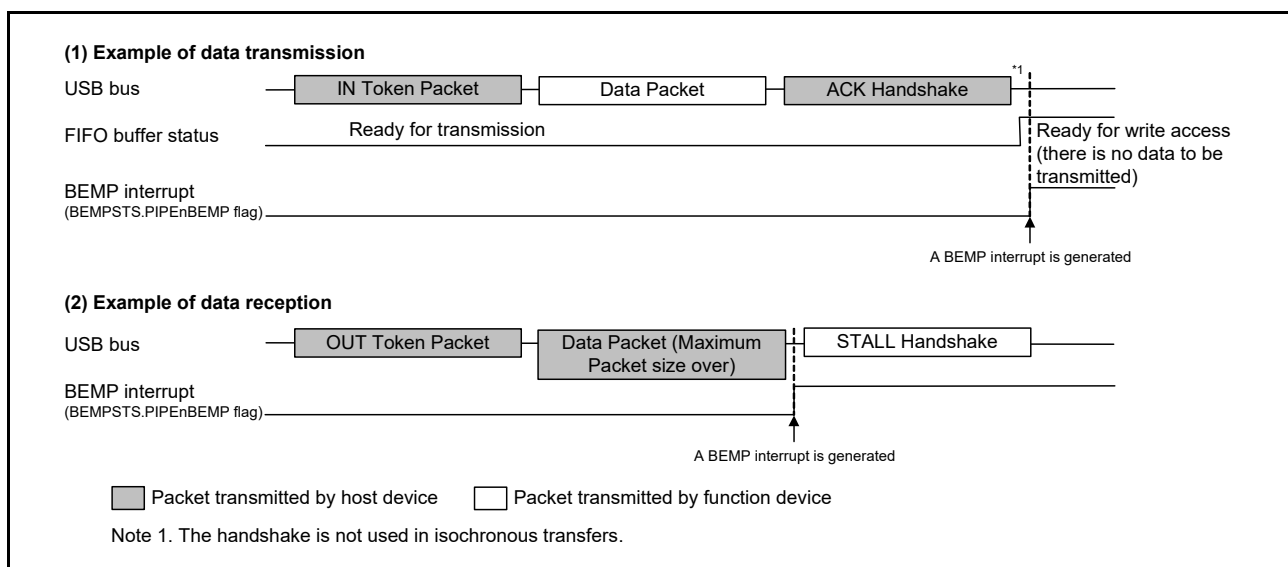 (1) Example of data transmission
*1
USB bus
IN Token Packet
Data Packet
ACK Handshake
FIFO buffer status
Ready for transmission
Ready for write access
(there is no data to be
transmitted)
BEMP interrupt
(BEMPSTS.PIPEnBEMP flag)
A BEMP interrupt is generated
(2) Example of data reception
USB bus
OUT Token Packet
Data Packet (Maximum
Packet size over)
STALL Handshake
BEMP interrupt
(BEMPSTS.PIPEnBEMP flag)
A BEMP interrupt is generated
Packet transmitted by host device
Packet transmitted by function device
Note 1. The handshake is not used in isochronous transfers.